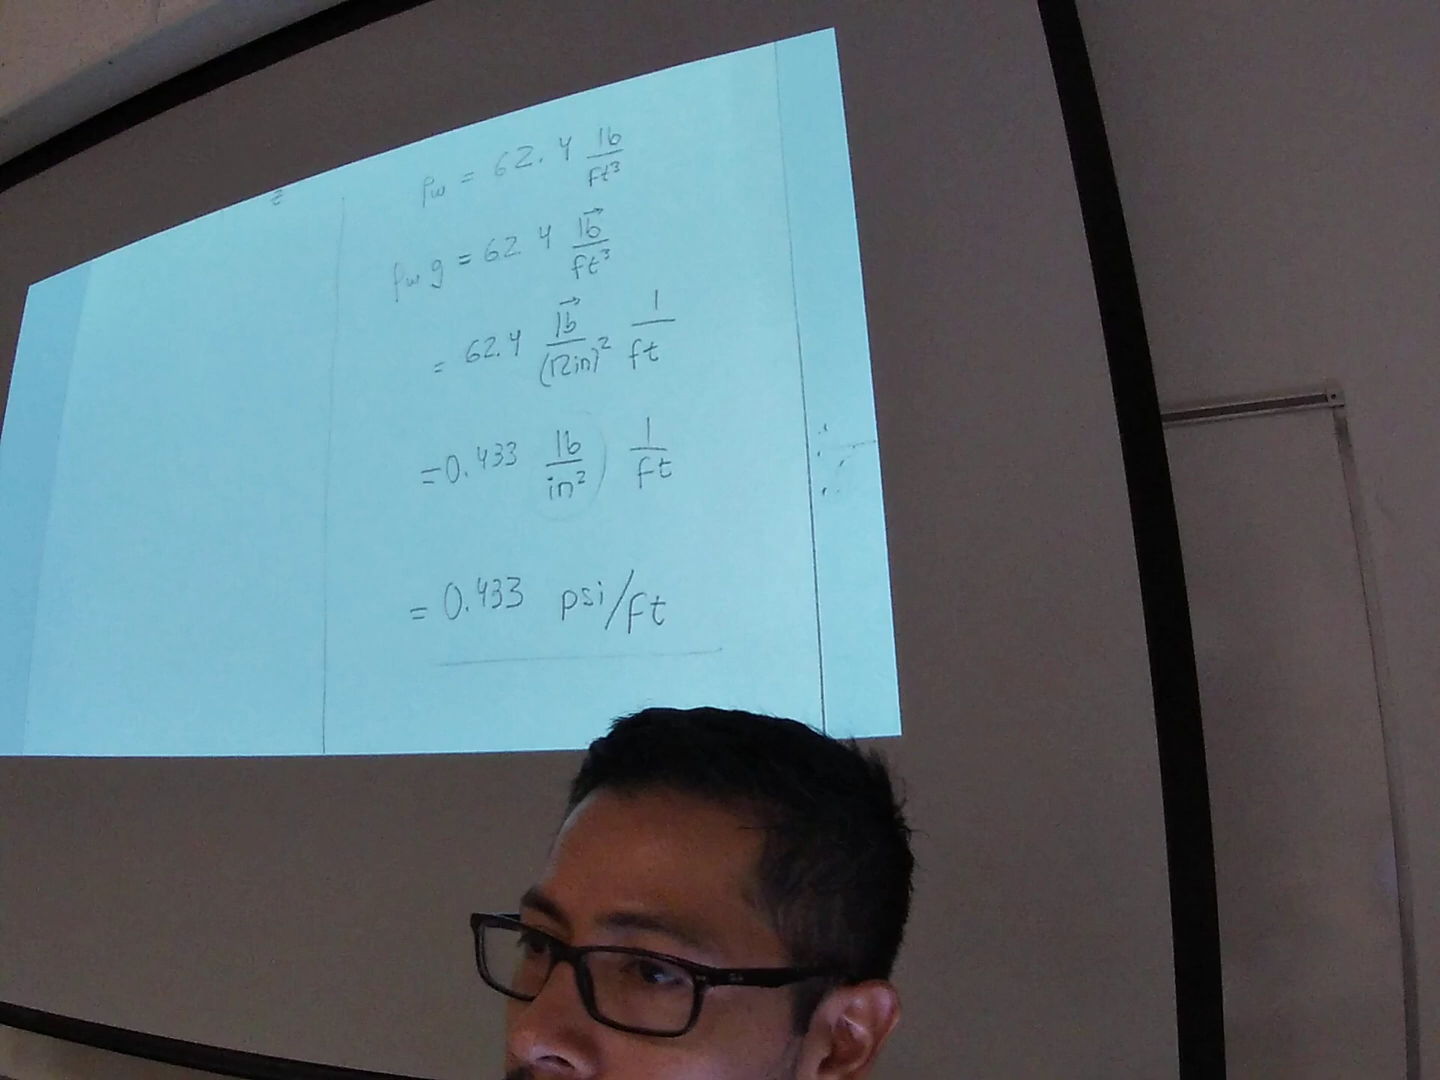 ρw = 62.4 lb/ft³
ρw g = 62.4 lb⃗/ft³
= 62.4 lb⃗/(12in)² 1/ft
= 0.433 lb/in² 1/ft
= 0.433 psi/ft